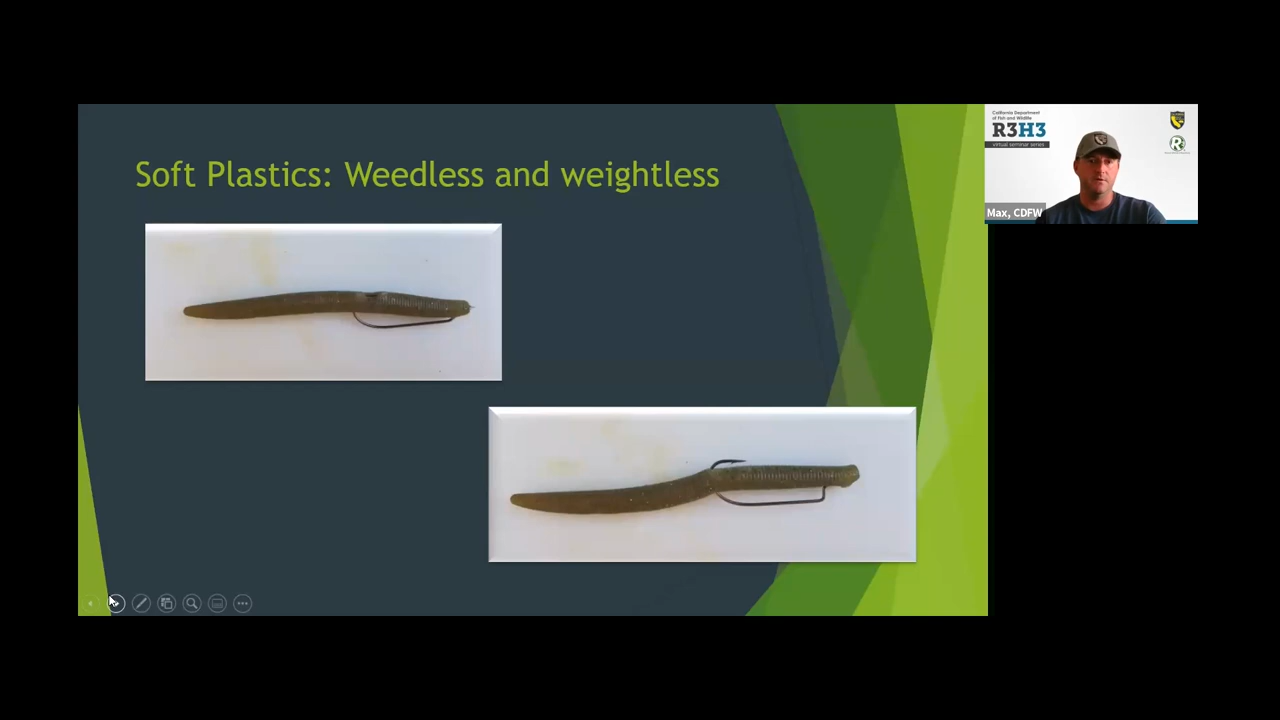 Soft Plastics: Weedless and weightless
California Department
of Fish and Wildlife
R3H3
virtual seminar series
Max, CDFW